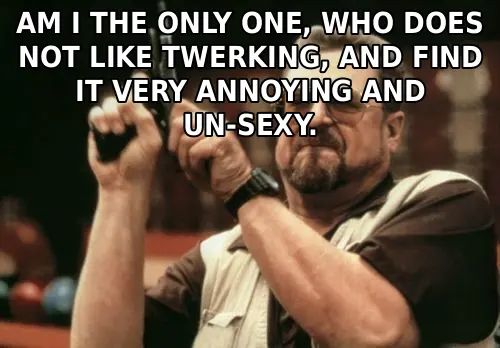 AM I THE ONLY ONE, WHO DOES
NOT LIKE TWERKING, AND FIND
IT VERY ANNOYING AND
UN-SEXY.